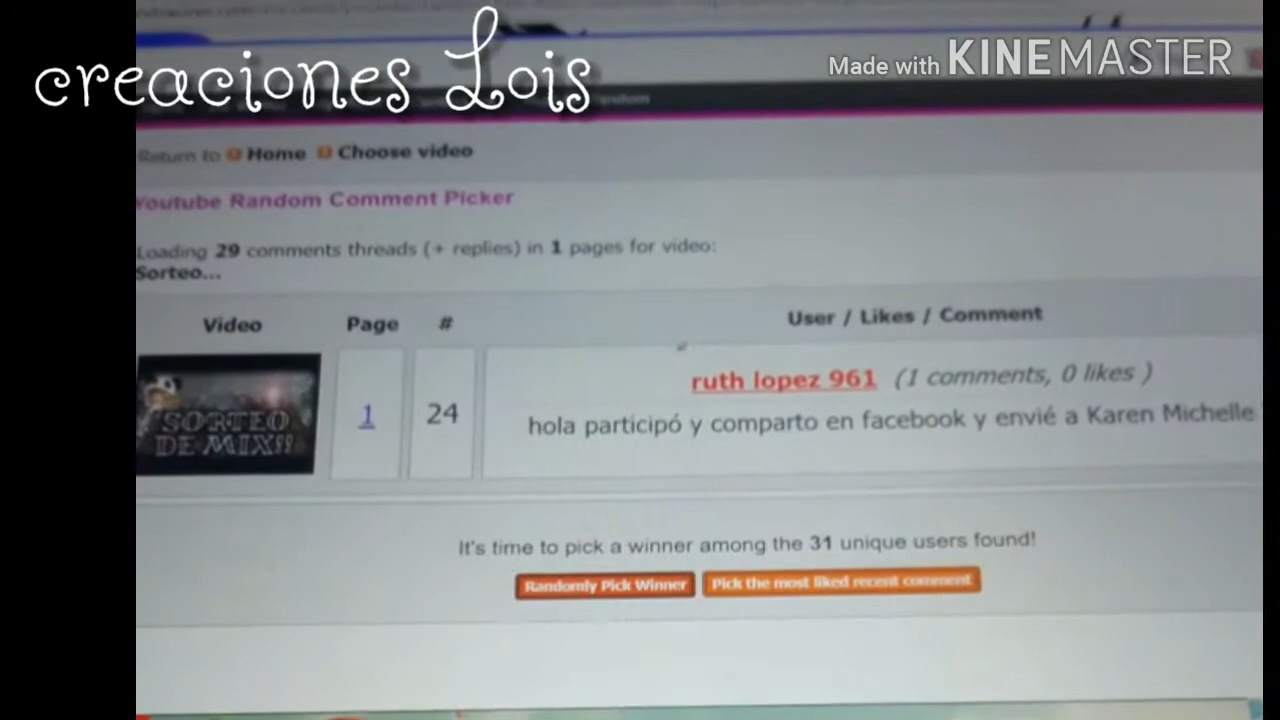 creaciones Lois
Made with KINEMASTER
Return to Home Choose video
Youtube Random Comment Picker
Loading 29 comments threads (+ replies) in 1 pages for video:
Sorteo...
Video Page # User / Likes / Comment
ruth lopez 961 (1 comments, 0 likes )
SORTEO
DE MIX!!
1 24
hola participó y comparto en facebook y envié a Karen Michelle
It's time to pick a winner among the 31 unique users found!
Randomly Pick Winner Pick the most liked recent comment